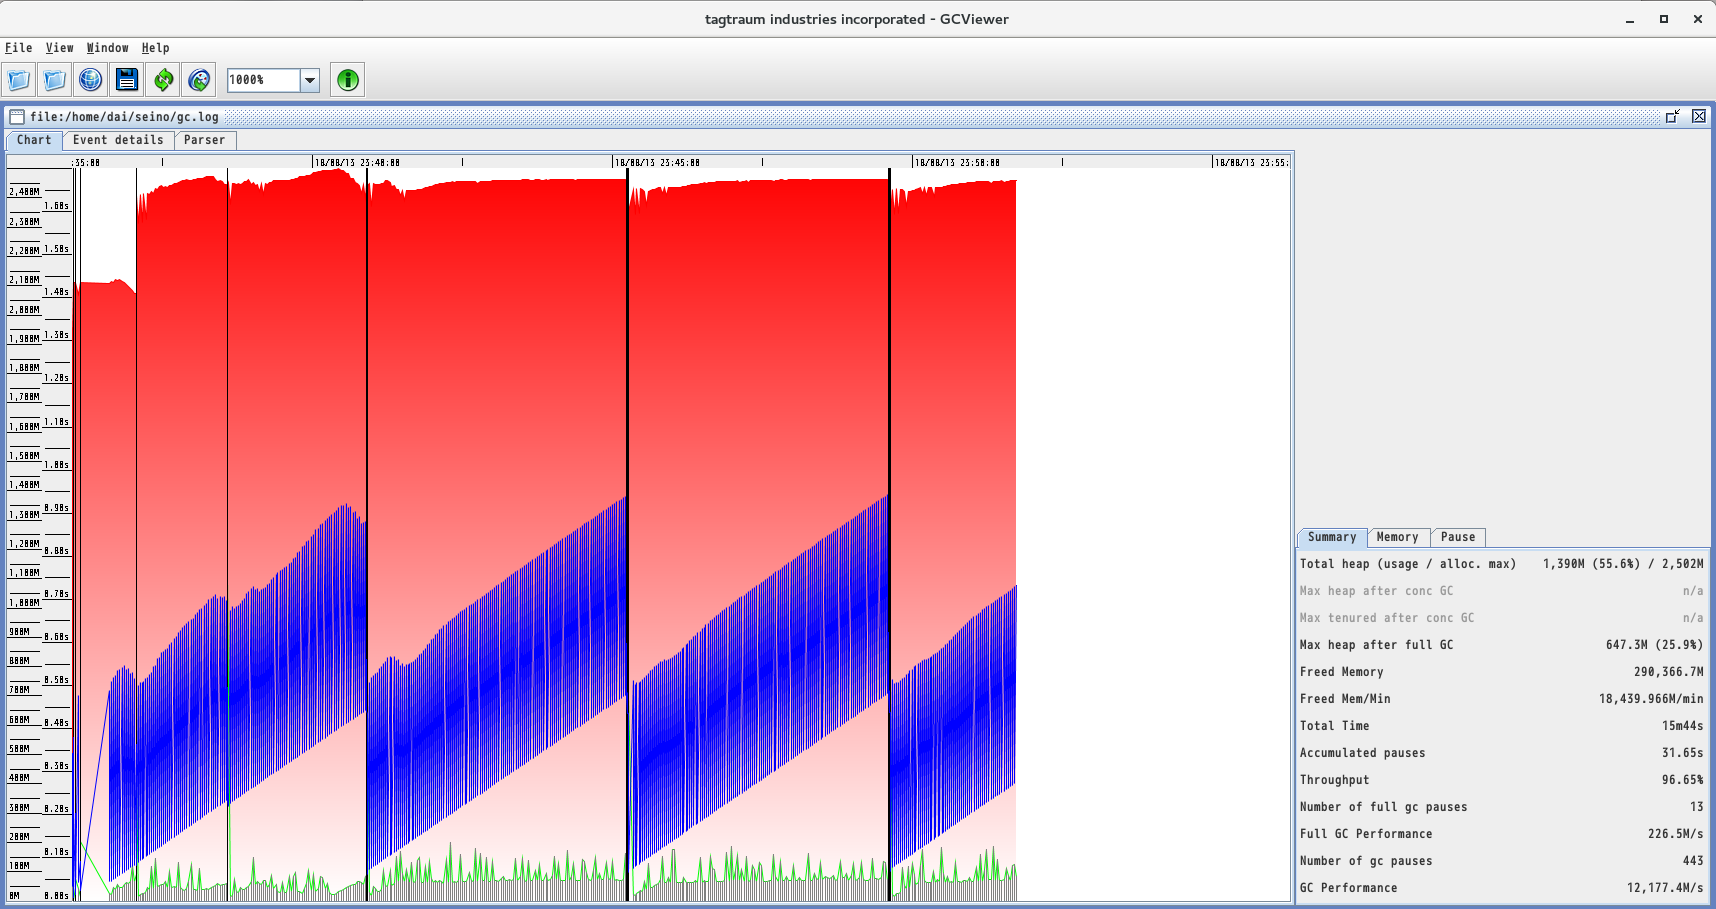 tagtraum industries incorporated - GCViewer
File View Window Help
1000%
file:/home/dai/seino/gc.log
Chart Event details Parser
:35:00 18/08/13 23:40:00 18/08/13 23:45:00 18/08/13 23:50:00 18/08/13 23:55:
2,400M
1.60s
2,300M
1.50s
2,200M
2,100M
1.40s
2,000M
1.30s
1,900M
1,800M
1.20s
1,700M
1.10s
1,600M
1,500M
1.00s
1,400M
0.90s
1,300M
1,200M
0.80s
1,100M
0.70s
1,000M
900M
0.60s
800M
0.50s
700M
600M
0.40s
500M
0.30s
400M
300M
0.20s
200M
0.10s
100M
0M
0.00s
Summary Memory Pause
Total heap (usage / alloc. max) 1,390M (55.6%) / 2,502M
Max heap after conc GC n/a
Max tenured after conc GC n/a
Max heap after full GC 647.3M (25.9%)
Freed Memory 290,366.7M
Freed Mem/Min 18,439.966M/min
Total Time 15m44s
Accumulated pauses 31.65s
Throughput 96.65%
Number of full gc pauses 13
Full GC Performance 226.5M/s
Number of gc pauses 443
GC Performance 12,177.4M/s